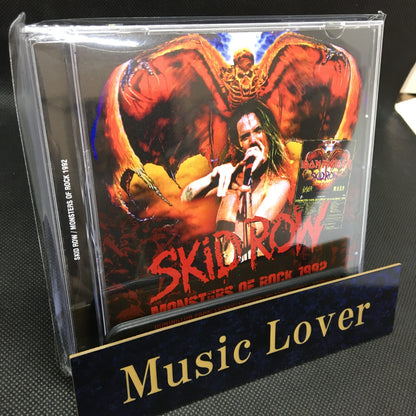 SKID ROW / MONSTERS OF ROCK 1992
SKID ROW
MONSTERS OF ROCK 1992
Music Lover